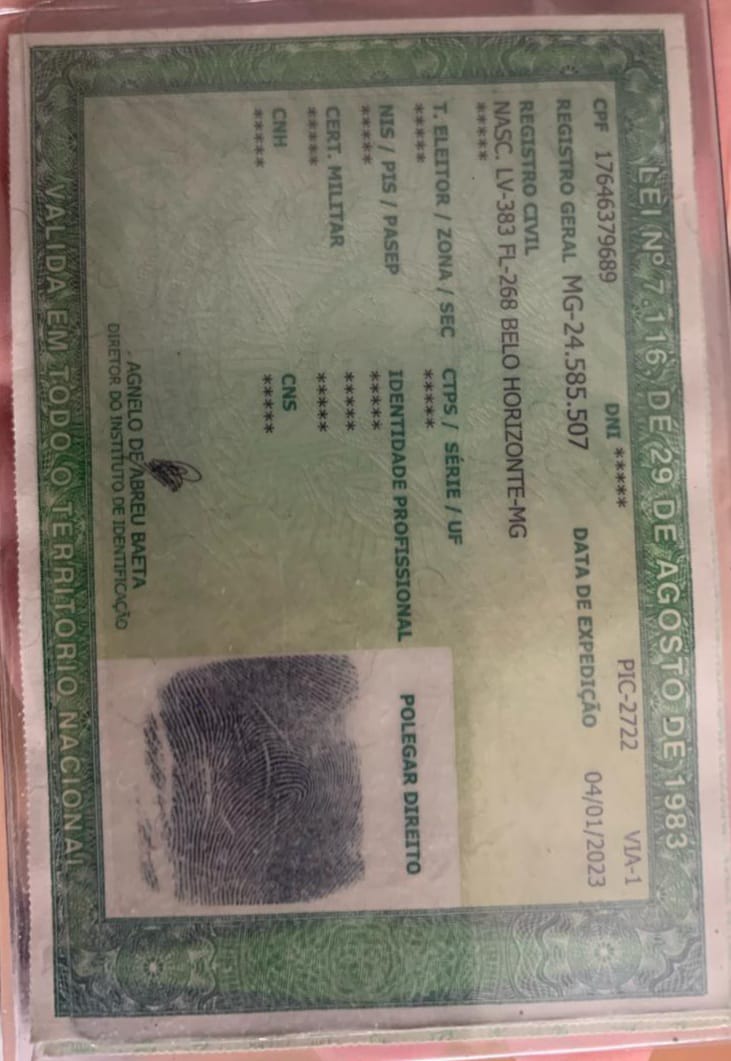 LEI Nº 7.116, DE 29 DE AGOSTO DE 1983
CPF 17646379689 DNI ***** PIC-2722 VIA-1
REGISTRO GERAL MG-24.585.507 DATA DE EXPEDIÇÃO 04/01/2023
REGISTRO CIVIL
NASC. LV-383 FL-268 BELO HORIZONTE-MG
*****
T. ELEITOR / ZONA / SEC CTPS / SÉRIE / UF
***** *****
NIS / PIS / PASEP IDENTIDADE PROFISSIONAL
***** *****
*****
CERT. MILITAR
***** *****
CNH CNS
***** *****
POLEGAR DIREITO
AGNELO DE ABREU BAETA
DIRETOR DO INSTITUTO DE IDENTIFICAÇÃO
VALIDA EM TODO O TERRITORIO NACIONAL